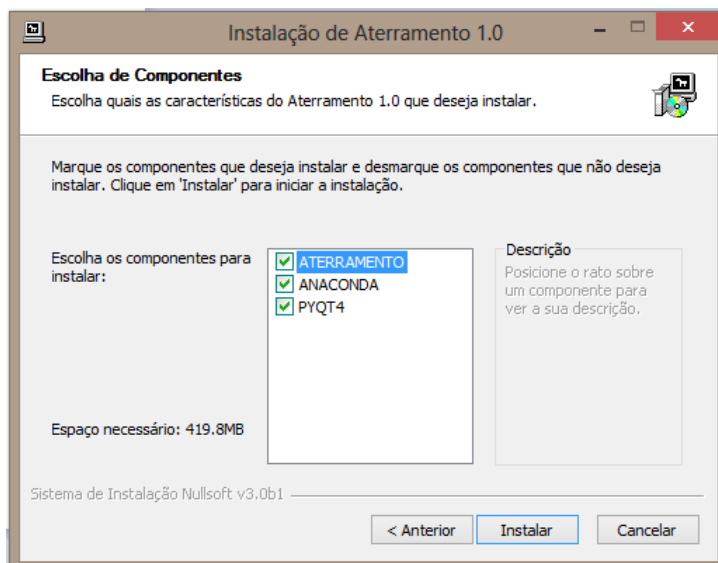 Instalação de Aterramento 1.0
Escolha de Componentes
Escolha quais as características do Aterramento 1.0 que deseja instalar.
Marque os componentes que deseja instalar e desmarque os componentes que não deseja
instalar. Clique em 'Instalar' para iniciar a instalação.
Escolha os componentes para
instalar:
ATERRAMENTO
ANACONDA
PYQT4
Descrição
Posicione o rato sobre
um componente para
ver a sua descrição.
Espaço necessário: 419.8MB
Sistema de Instalação Nullsoft v3.0b1
< Anterior
Instalar
Cancelar